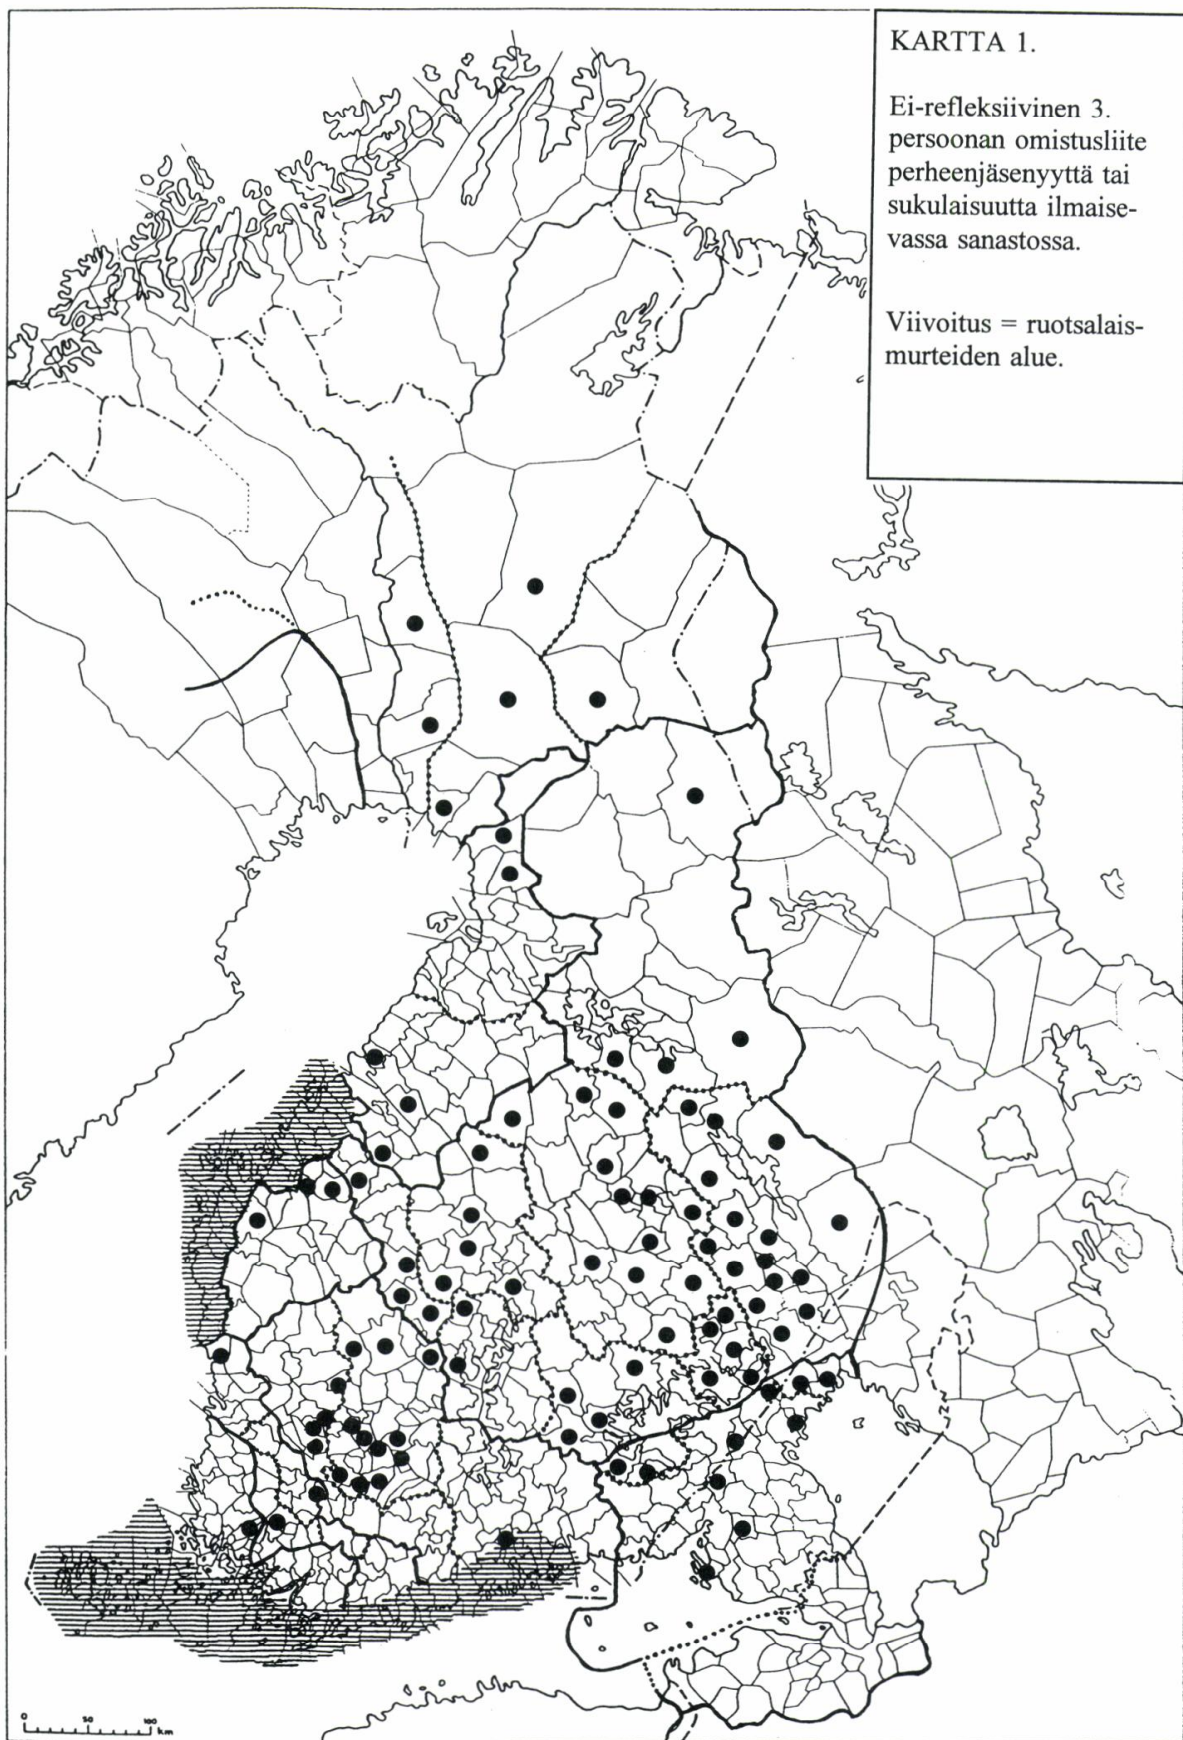 KARTTA 1.
Ei-refleksiivinen 3.
persoonan omistusliite
perheenjäsenyyttä tai
sukulaisuutta ilmaise-
vassa sanastossa.
Viivoitus = ruotsalais-
murteiden alue.
0 50 100 km